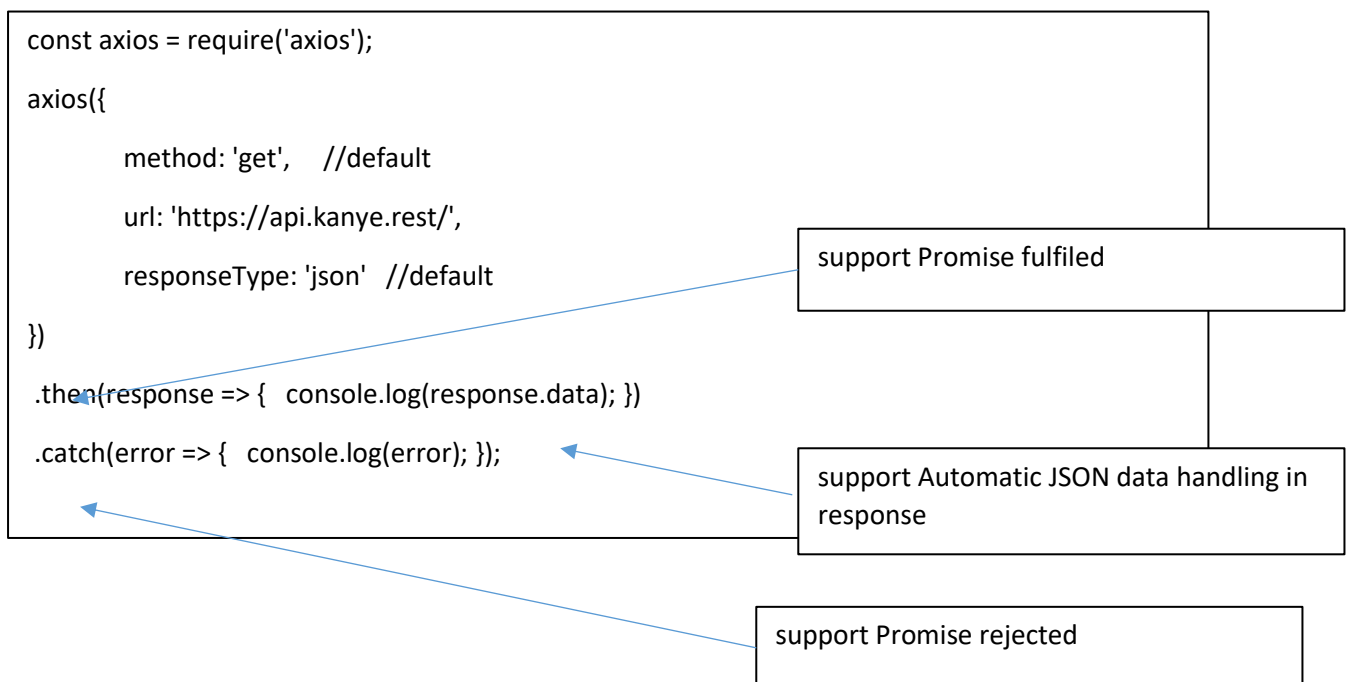 const axios = require('axios');
axios({
method: 'get', //default
url: 'https://api.kanye.rest/',
responseType: 'json' //default
})
.then(response => { console.log(response.data); })
.catch(error => { console.log(error); });
support Promise fulfiled
support Automatic JSON data handling in
response
support Promise rejected